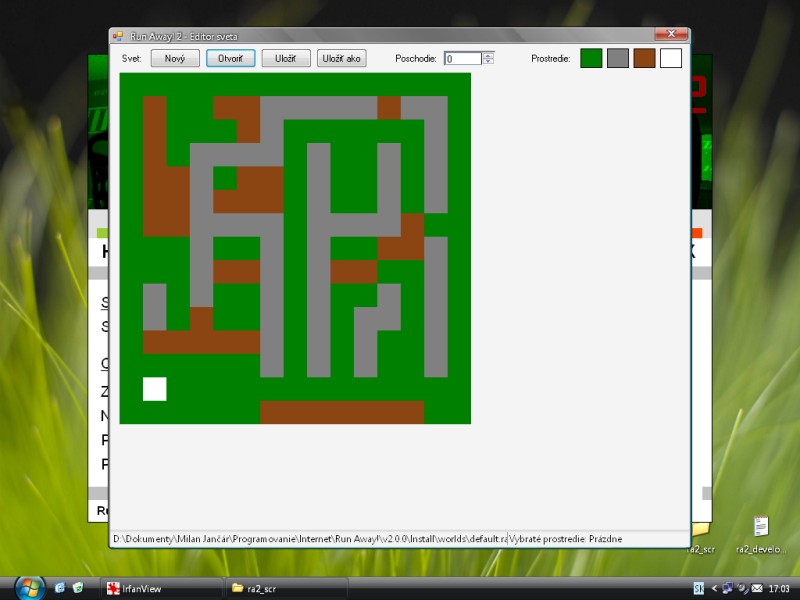 Run Away! 2 - Editor sveta
Svet: Nový Otvoriť Uložiť Uložiť ako Poschodie: 0 Prostredie:
D:\Dokumenty\Milan Jančár\Programovanie\Internet\Run Away!\v2.0.0\Install\worlds\default.ra Vybraté prostredie: Prázdne
ra2_scr ra2_develo...
IrfanView ra2_scr SK 17:03